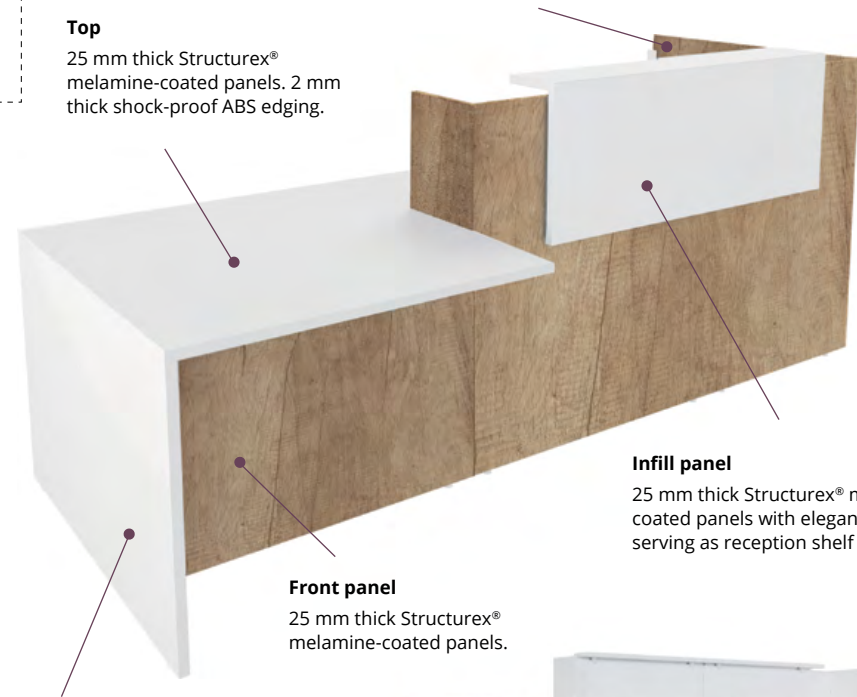 Top
25 mm thick Structurex®
melamine-coated panels. 2 mm
thick shock-proof ABS edging.
Infill panel
25 mm thick Structurex®
coated panels with
serving as reception shelf
Front panel
25 mm thick Structurex®
melamine-coated panels.